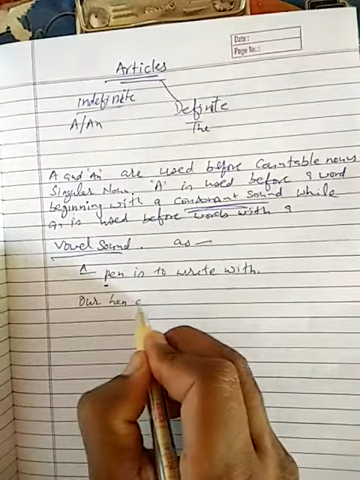 Date:
Page No.:
Articles
Indefinite Definite
A/An The
A and 'An' are used before Countable nouns
Singular Noun. 'A' is used before a word
beginning with a consonant Sound while
An is used before words with a
Vowel Sound. as —
A pen is to write with.
Our hen